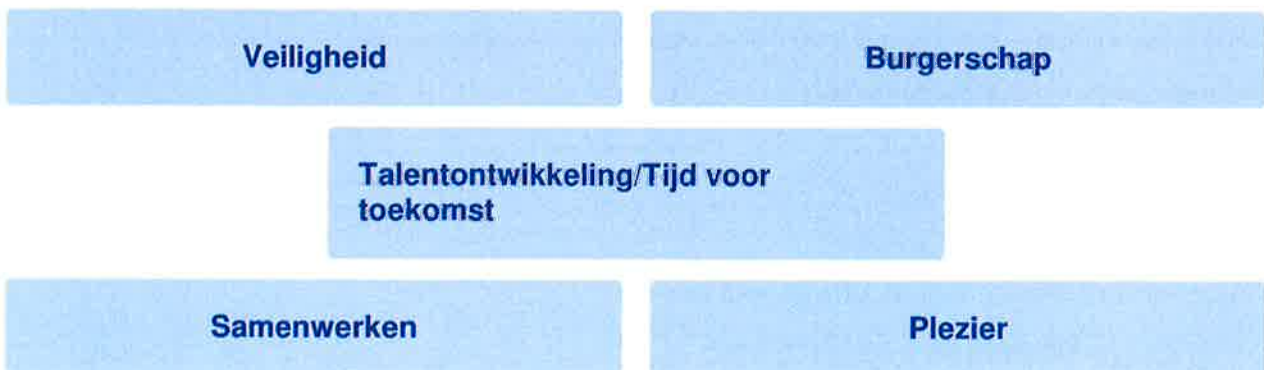 Veiligheid
Burgerschap
Talentontwikkeling/Tijd voor
toekomst
Samenwerken
Plezier